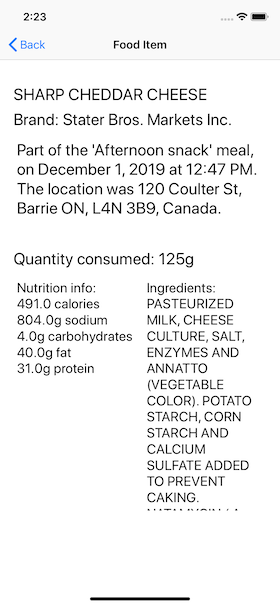 2:23
Back
Food Item
SHARP CHEDDAR CHEESE
Brand: Stater Bros. Markets Inc.
Part of the 'Afternoon snack' meal,
on December 1, 2019 at 12:47 PM.
The location was 120 Coulter St,
Barrie ON, L4N 3B9, Canada.
Quantity consumed: 125g
Nutrition info:
491.0 calories
804.0g sodium
4.0g carbohydrates
40.0g fat
31.0g protein
Ingredients:
PASTEURIZED
MILK, CHEESE
CULTURE, SALT,
ENZYMES AND
ANNATTO
(VEGETABLE
COLOR). POTATO
STARCH, CORN
STARCH AND
CALCIUM
SULFATE ADDED
TO PREVENT
CAKING.